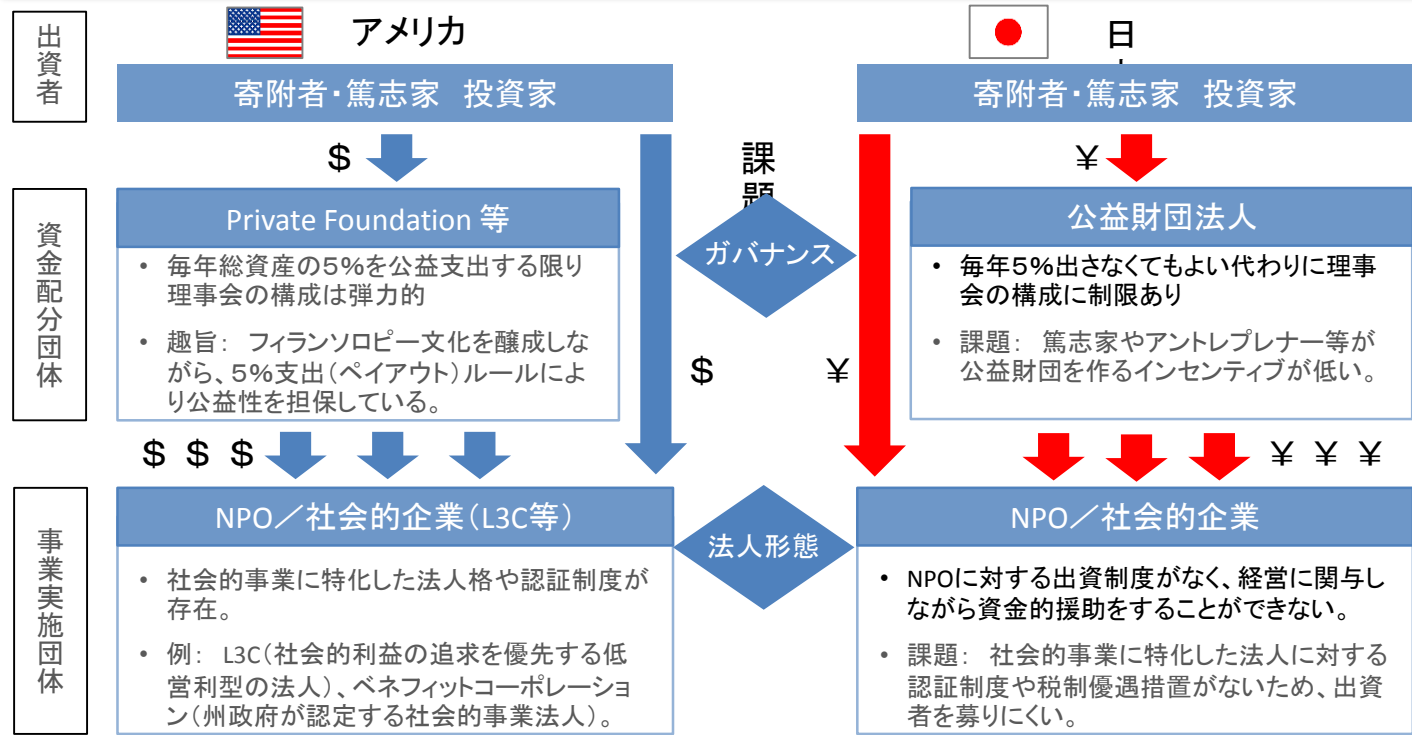 出資者
アメリカ
日
寄附者・篤志家 投資家
寄附者・篤志家 投資家
$
¥
課
題
資金配分団体
Private Foundation 等
• 毎年総資産の5%を公益支出する限り
理事会の構成は弾力的
• 趣旨: フィランソロピー文化を醸成しな
がら、5%支出(ペイアウト)ルールによ
り公益性を担保している。
ガバナンス
$ ¥
公益財団法人
• 毎年5%出さなくてもよい代わりに理事
会の構成に制限あり
• 課題: 篤志家やアントレプレナー等が
公益財団を作るインセンティブが低い。
$ $ $
¥ ¥ ¥
事業実施団体
NPO/社会的企業(L3C等)
• 社会的事業に特化した法人格や認証制度が
存在。
• 例: L3C(社会的利益の追求を優先する低
営利型の法人)、ベネフィットコーポレーショ
ン(州政府が認定する社会的事業法人)。
法人形態
NPO/社会的企業
• NPOに対する出資制度がなく、経営に関与し
ながら資金的援助をすることができない。
• 課題: 社会的事業に特化した法人に対する
認証制度や税制優遇措置がないため、出資
者を募りにくい。